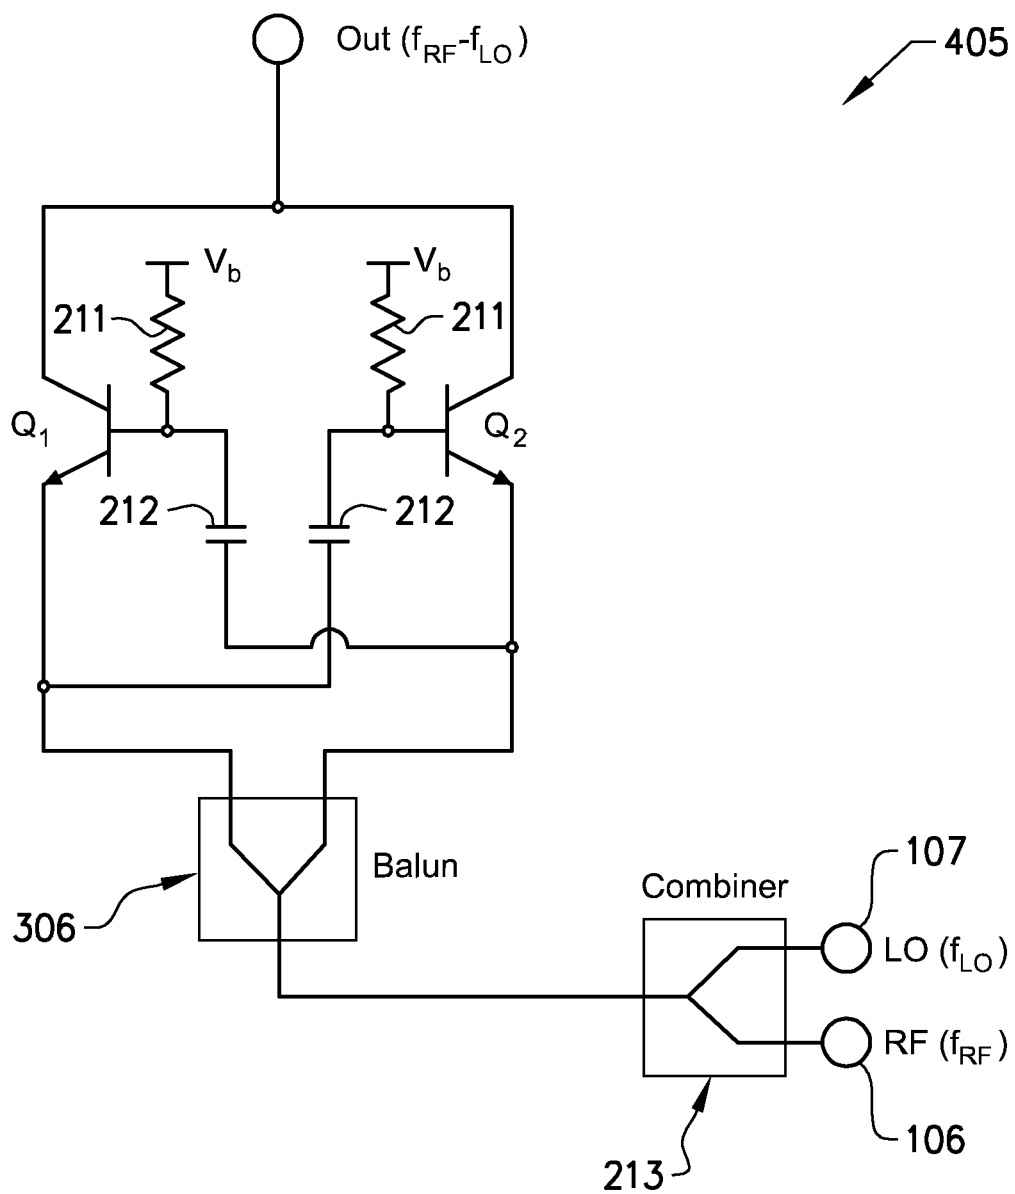 Out (fRF-fLO)
405
Vb
Vb
211
211
Q1
Q2
212
212
Balun
306
Combiner
107
LO (fLO)
RF (fRF)
106
213